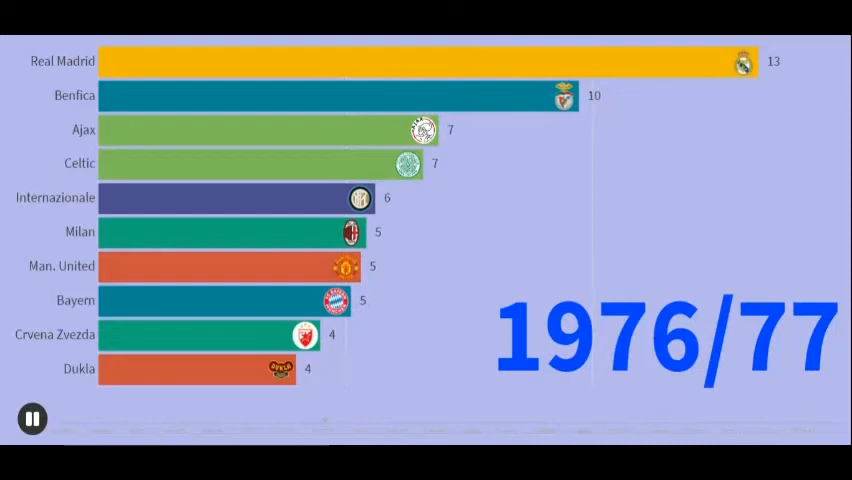 Real Madrid 13
Benfica 10
Ajax 7
Celtic 7
Internazionale 6
Milan 5
Man. United 5
Bayern 5
Crvena Zvezda 4
Dukla 4
1976/77